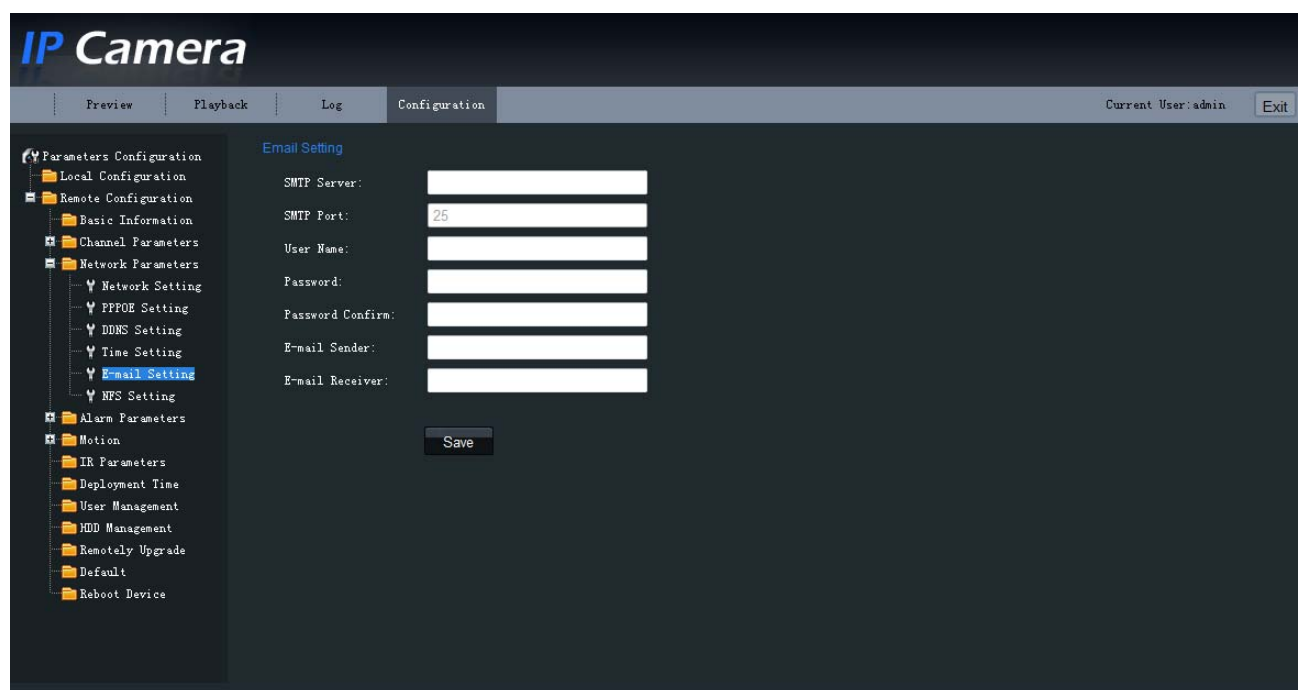 IP Camera
Preview Playback Log Configuration Current User:admin Exit
Parameters Configuration
Local Configuration
Remote Configuration
Basic Information
Channel Parameters
Network Parameters
Network Setting
PPPOE Setting
DDNS Setting
Time Setting
E-mail Setting
NFS Setting
Alarm Parameters
Motion
IR Parameters
Deployment Time
User Management
HDD Management
Remotely Upgrade
Default
Reboot Device
Email Setting
SMTP Server:
SMTP Port: 25
User Name:
Password:
Password Confirm:
E-mail Sender:
E-mail Receiver:
Save